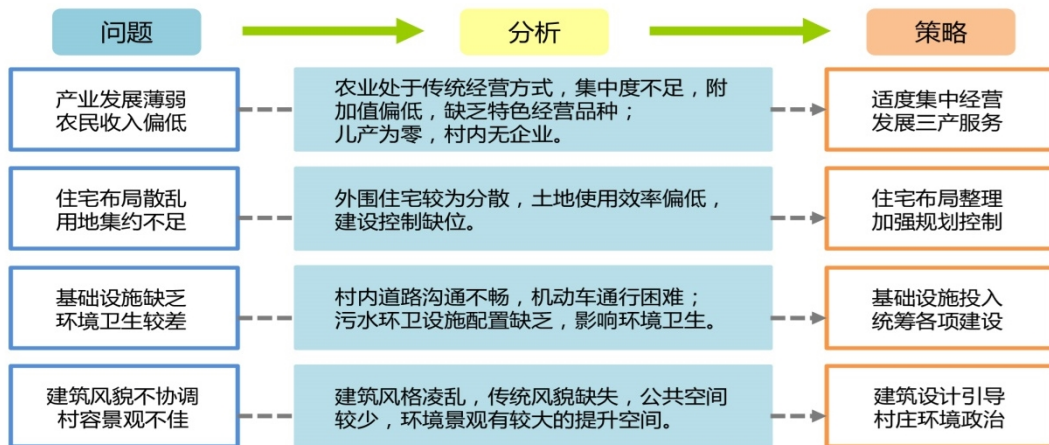 问题
分析
策略
产业发展薄弱
农民收入偏低
农业处于传统经营方式，集中度不足，附
加值偏低，缺乏特色经营品种；
儿产为零，村内无企业。
适度集中经营
发展三产服务
住宅布局散乱
用地集约不足
外围住宅较为分散，土地使用效率偏低，
建设控制缺位。
住宅布局整理
加强规划控制
基础设施缺乏
环境卫生较差
村内道路沟通不畅，机动车通行困难；
污水环卫设施配置缺乏，影响环境卫生。
基础设施投入
统筹各项建设
建筑风貌不协调
村容景观不佳
建筑风格凌乱，传统风貌缺失，公共空间
较少，环境景观有较大的提升空间。
建筑设计引导
村庄环境政治